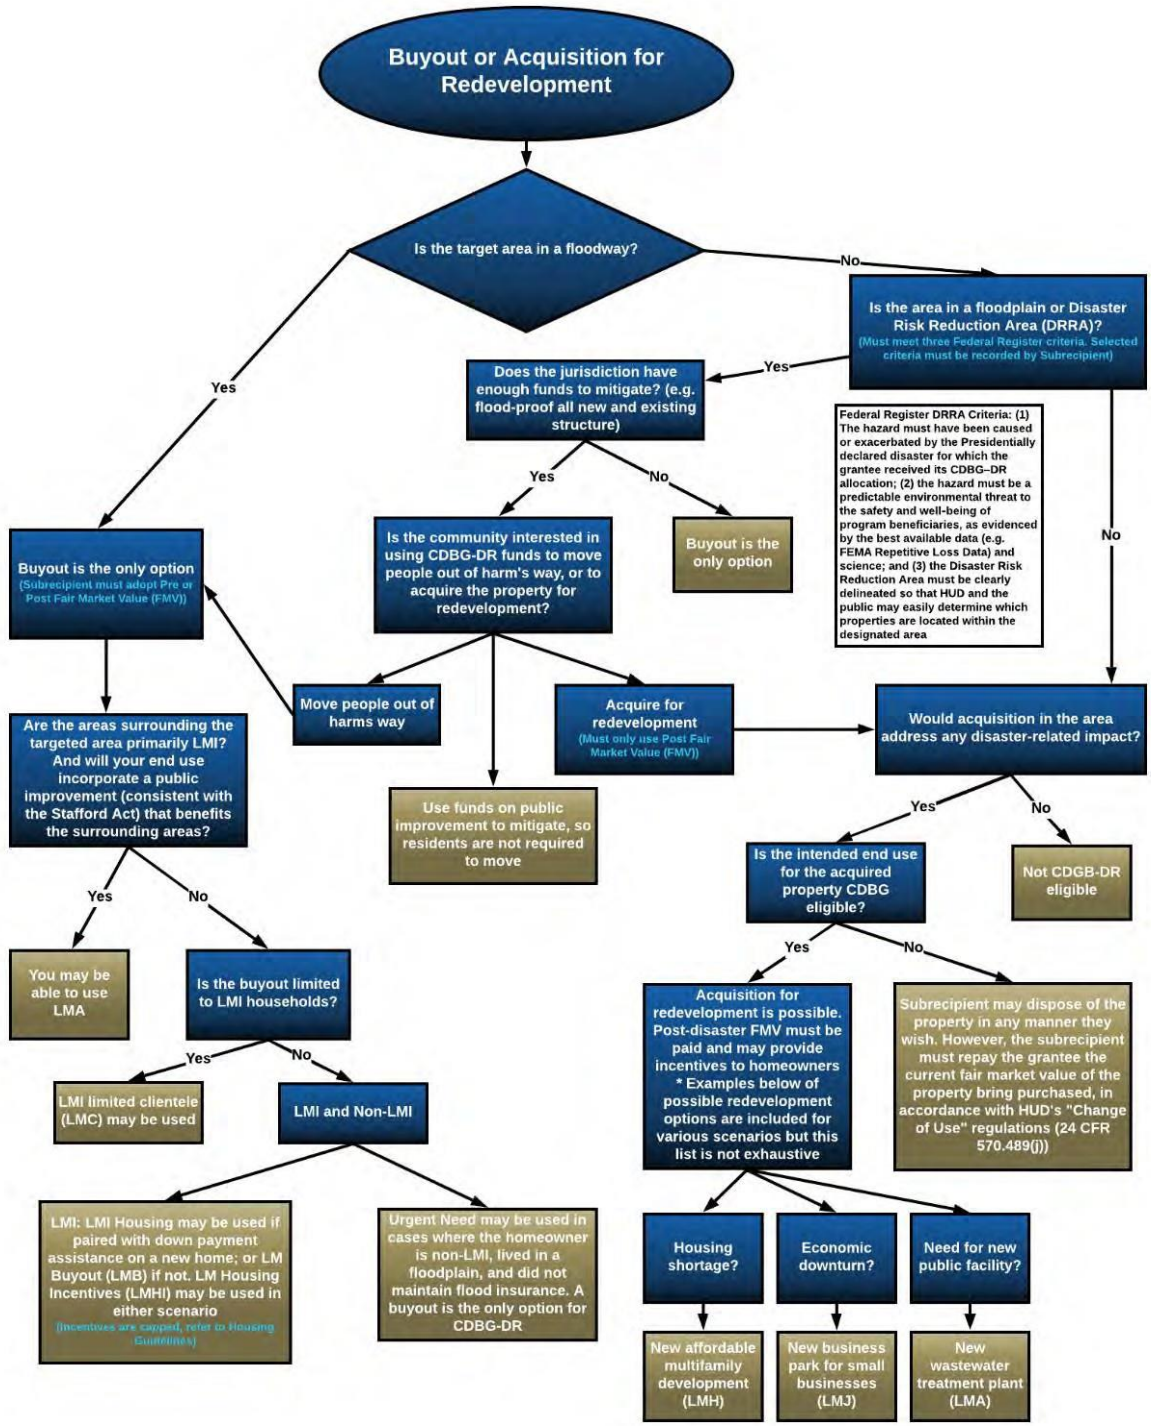 Buyout or Acquisition for
Redevelopment
Is the target area in a floodway?
No
Yes
Is the area in a floodplain or Disaster
Risk Reduction Area (DRRA)?
(Must meet three Federal Register criteria. Selected
criteria must be recorded by Subrecipient)
Yes
No
Does the jurisdiction have
enough funds to mitigate? (e.g.
flood-proof all new and existing
structure)
Yes
No
Federal Register DRRA Criteria: (1)
The hazard must have been caused
or exacerbated by the Presidentially
declared disaster for which the
grantee received its CDBG–DR
allocation; (2) the hazard must be a
predictable environmental threat to
the safety and well-being of
program beneficiaries, as evidenced
by the best available data (e.g.
FEMA Repetitive Loss Data) and
science; and (3) the Disaster Risk
Reduction Area must be clearly
delineated so that HUD and the
public may easily determine which
properties are located within the
designated area
Buyout is the only option
(Subrecipient must adopt Pre or
Post Fair Market Value (FMV))
Is the community interested in
using CDBG-DR funds to move
people out of harm's way, or to
acquire the property for
redevelopment?
Buyout is the
only option
Move people out of
harms way
Acquire for
redevelopment
(Must only use Post Fair
Market Value (FMV))
Would acquisition in the area
address any disaster-related impact?
Are the areas surrounding the
targeted area primarily LMI?
And will your end use
incorporate a public
improvement (consistent with
the Stafford Act) that benefits
the surrounding areas?
Use funds on public
improvement to mitigate, so
residents are not required
to move
Yes
No
Is the intended end use
for the acquired
property CDBG
eligible?
Not CDGB-DR
eligible
Yes
No
You may be
able to use
LMA
Is the buyout limited
to LMI households?
Yes
No
Acquisition for
redevelopment is possible.
Post-disaster FMV must be
paid and may provide
incentives to homeowners
* Examples below of
possible redevelopment
options are included for
various scenarios but this
list is not exhaustive
Subrecipient may dispose of the
property in any manner they
wish. However, the subrecipient
must repay the grantee the
current fair market value of the
property bring purchased, in
accordance with HUD's "Change
of Use" regulations (24 CFR
570.489(j))
Yes
No
LMI limited clientele
(LMC) may be used
LMI and Non-LMI
LMI: LMI Housing may be used if
paired with down payment
assistance on a new home; or LM
Buyout (LMB) if not. LM Housing
Incentives (LMHI) may be used in
either scenario
(Incentives are capped, refer to Housing
Guidelines)
Urgent Need may be used in
cases where the homeowner
is non-LMI, lived in a
floodplain, and did not
maintain flood insurance. A
buyout is the only option for
CDBG-DR
Housing
shortage?
Economic
downturn?
Need for new
public facility?
New affordable
multifamily
development
(LMH)
New business
park for small
businesses
(LMJ)
New
wastewater
treatment plant
(LMA)